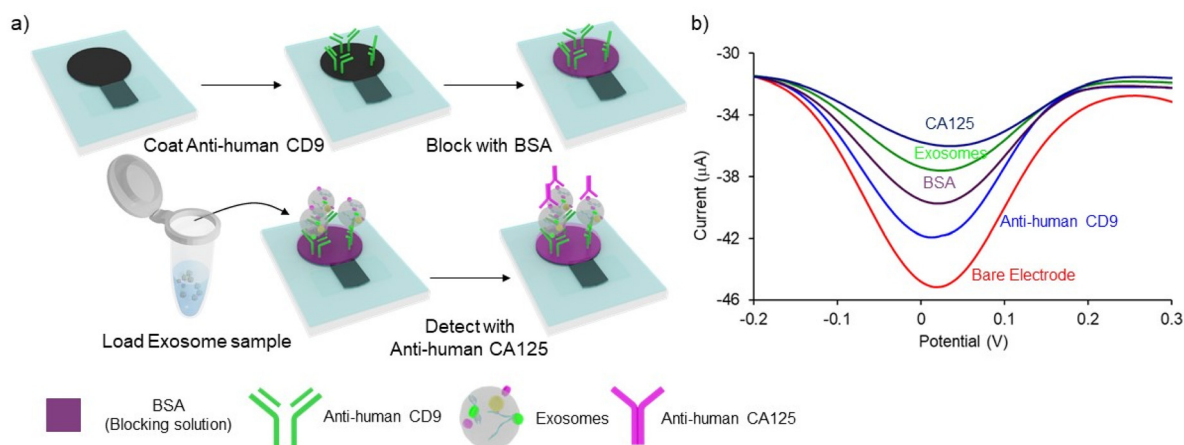 a)
Coat Anti-human CD9
Block with BSA
Load Exosome sample
Detect with
Anti-human CA125
BSA
(Blocking solution)
Anti-human
CD9
Exosomes
Anti-human CA125
b)
Current (μA)
-30
-34
-38
-42
-46
CA125
Exosomes
BSA
Anti-human CD9
Bare Electrode
-0.2
-0.1
0
0.1
0.2
0.3
Potential (V)